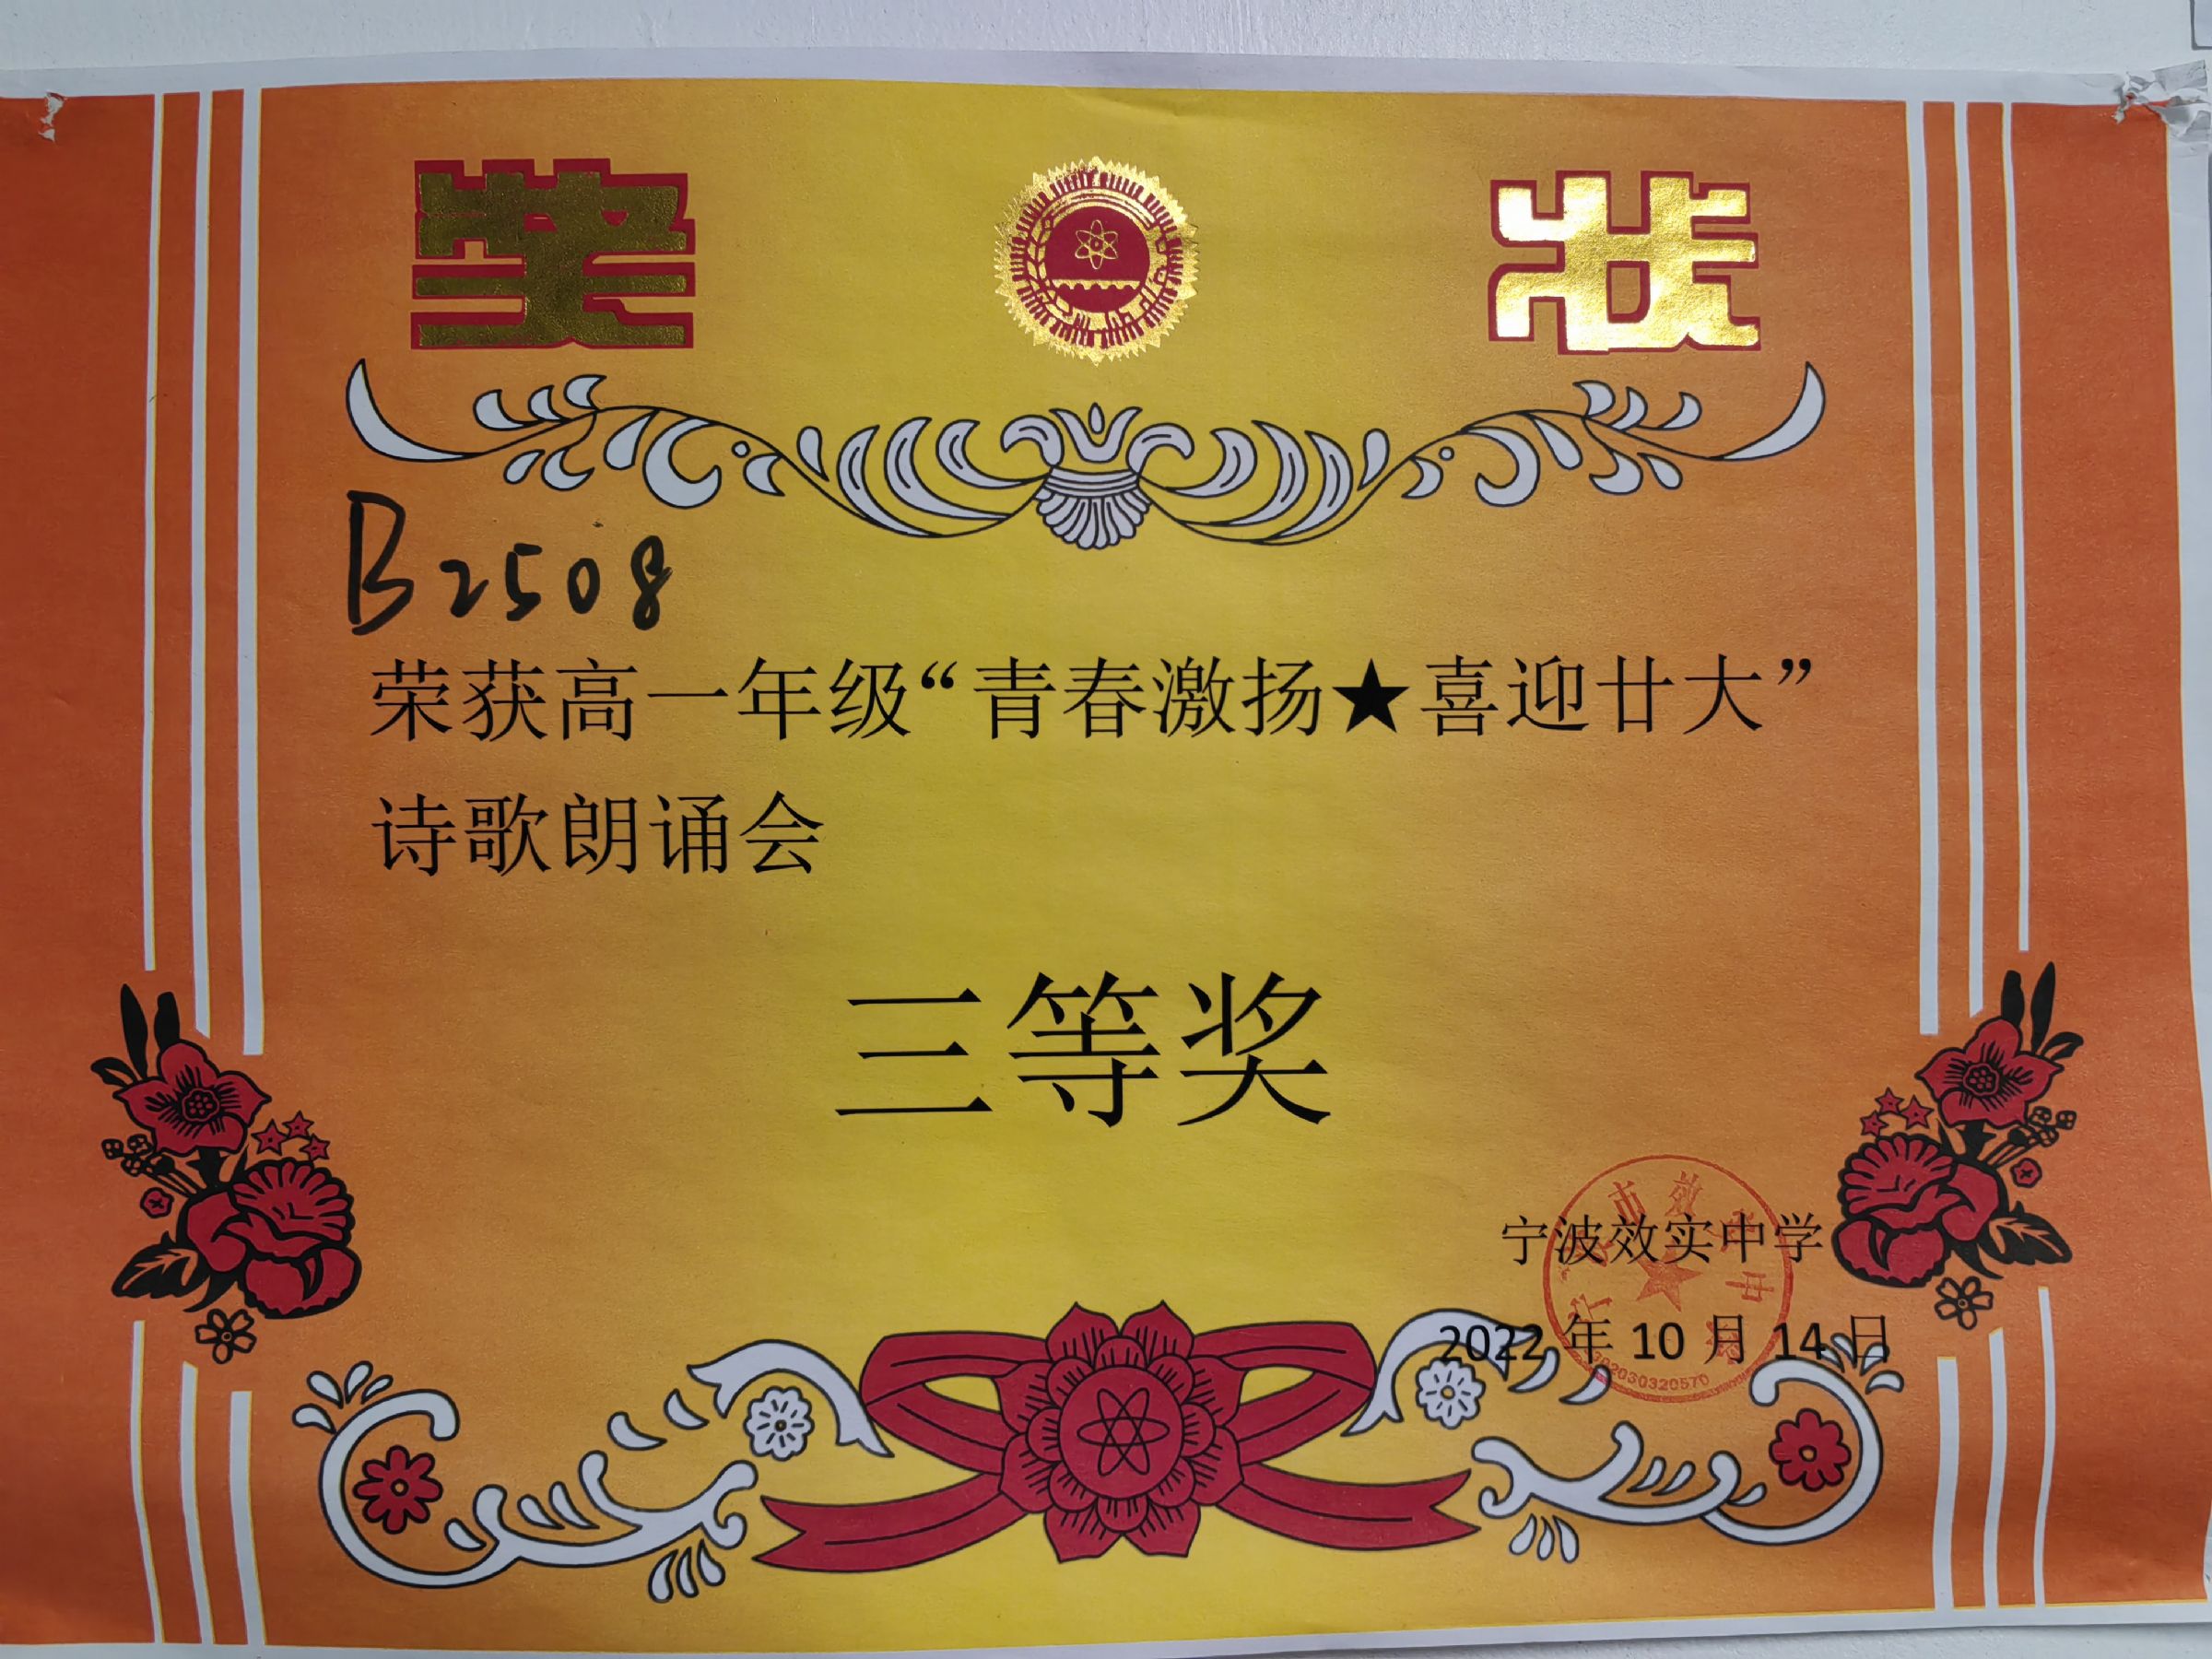 奖 状
B2508
荣获高一年级“青春激扬★喜迎廿大”
诗歌朗诵会
三等奖
宁波效实中学
2022年10月14日